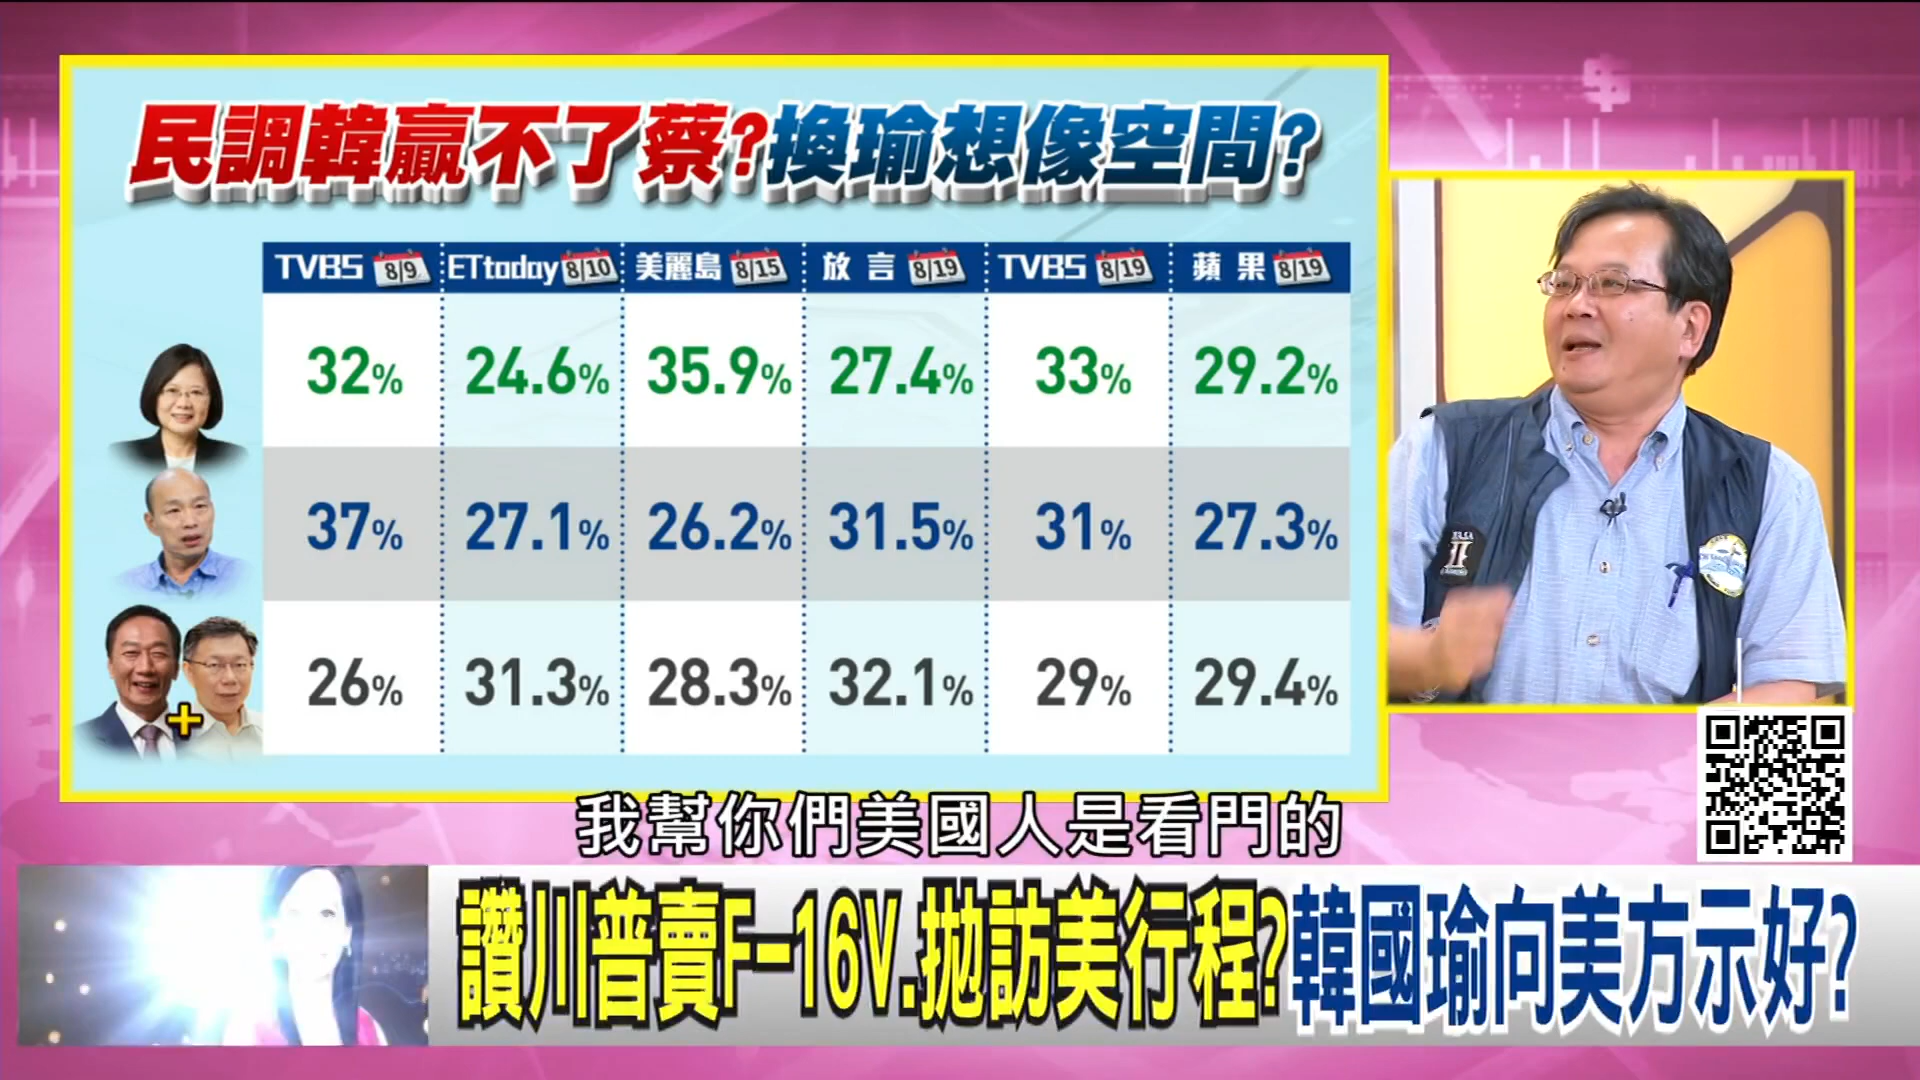 民調韓贏不了蔡?換瑜想像空間?
TVBS 8/9 ETtoday 8/10 美麗島 8/15 放言 8/19 TVBS 8/19 蘋果 8/19
32% 24.6% 35.9% 27.4% 33% 29.2%
37% 27.1% 26.2% 31.5% 31% 27.3%
+ 26% 31.3% 28.3% 32.1% 29% 29.4%
我幫你們美國人是看門的
讚川普賣F-16V.拋訪美行程?韓國瑜向美方示好?